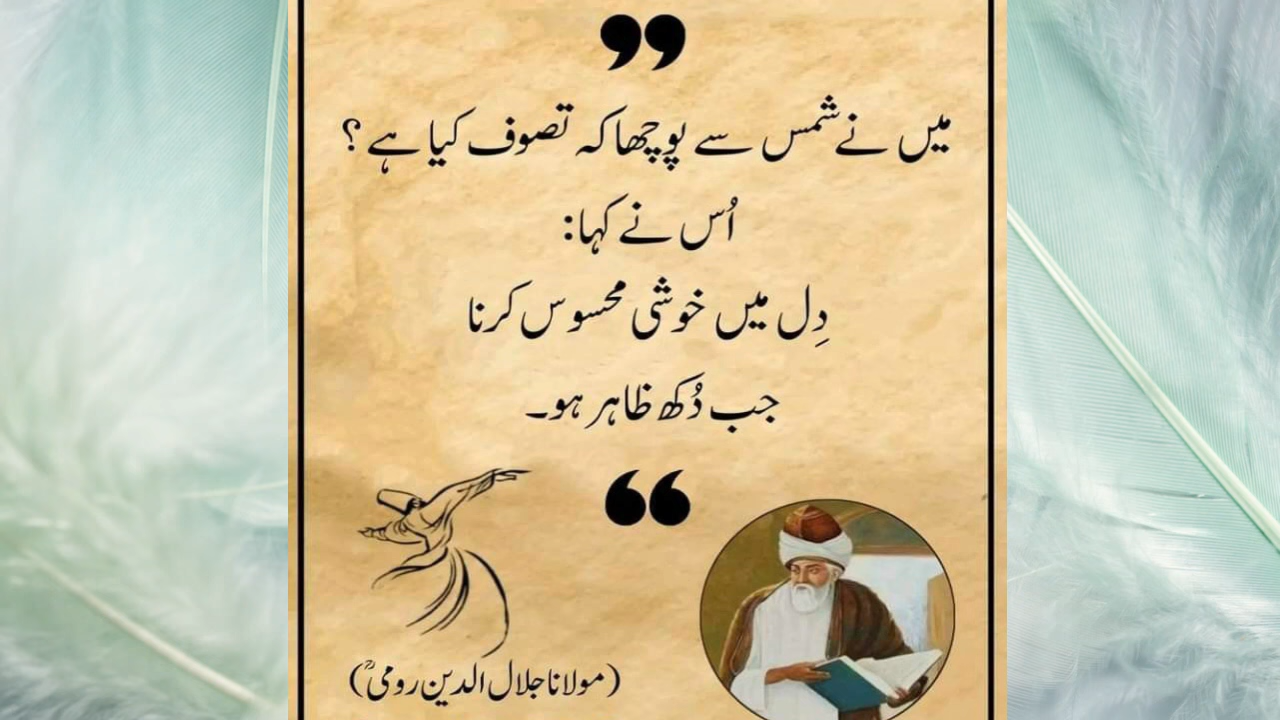 میں نے شمس سے پوچھا کہ تصوف کیا ہے ؟
اُس نے کہا:
دِل میں خوشی محسوس کرنا
جب دُکھ ظاہر ہو۔
(مولانا جلال الدین رومیؒ)